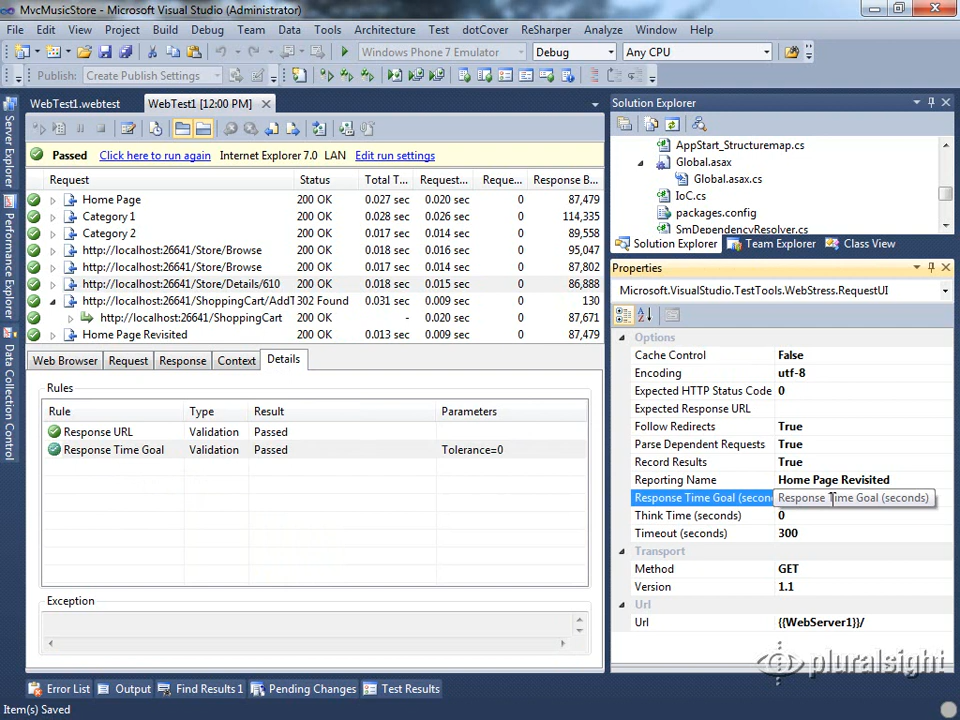 MvcMusicStore - Microsoft Visual Studio (Administrator)
File Edit View Project Build Debug Team Data Tools Architecture Test dotCover ReSharper Analyze Window Help
Windows Phone 7 Emulator Debug Any CPU
Publish: Create Publish Settings
Server Explorer
Performance Explorer
Data Collection Control
WebTest1.webtest WebTest1 [12:00 PM]
Passed Click here to run again Internet Explorer 7.0 LAN Edit run settings
Request Status Total T... Request... Reque... Response B...
Home Page 200 OK 0.027 sec 0.020 sec 0 87,479
Category 1 200 OK 0.028 sec 0.026 sec 0 114,335
Category 2 200 OK 0.018 sec 0.016 sec 0 89,558
http://localhost:26641/Store/Browse 200 OK 0.017 sec 0.015 sec 0 95,047
http://localhost:26641/Store/Browse 200 OK 0.017 sec 0.014 sec 0 87,802
http://localhost:26641/Store/Details/610 200 OK 0.018 sec 0.015 sec 0 86,888
http://localhost:26641/ShoppingCart/AddT 302 Found 0.031 sec 0.009 sec 0 130
http://localhost:26641/ShoppingCart 200 OK - 0.020 sec 0 87,671
Home Page Revisited 200 OK 0.013 sec 0.009 sec 0 87,479
Web Browser Request Response Context Details
Rules
Rule Type Result Parameters
Response URL Validation Passed
Response Time Goal Validation Passed Tolerance=0
Exception
Solution Explorer
AppStart_Structuremap.cs
Global.asax
Global.asax.cs
IoC.cs
packages.config
SmDependencyResolver.cs
Solution Explorer Team Explorer Class View
Properties
Microsoft.VisualStudio.TestTools.WebStress.RequestUI
Options
Cache Control False
Encoding utf-8
Expected HTTP Status Code 0
Expected Response URL
Follow Redirects True
Parse Dependent Requests True
Record Results True
Reporting Name Home Page Revisited
Response Time Goal (secon Response Time Goal (seconds)
Think Time (seconds) 0
Timeout (seconds) 300
Transport
Method GET
Version 1.1
Url
Url {{WebServer1}}/
pluralsight
Error List Output Find Results 1 Pending Changes Test Results
Item(s) Saved